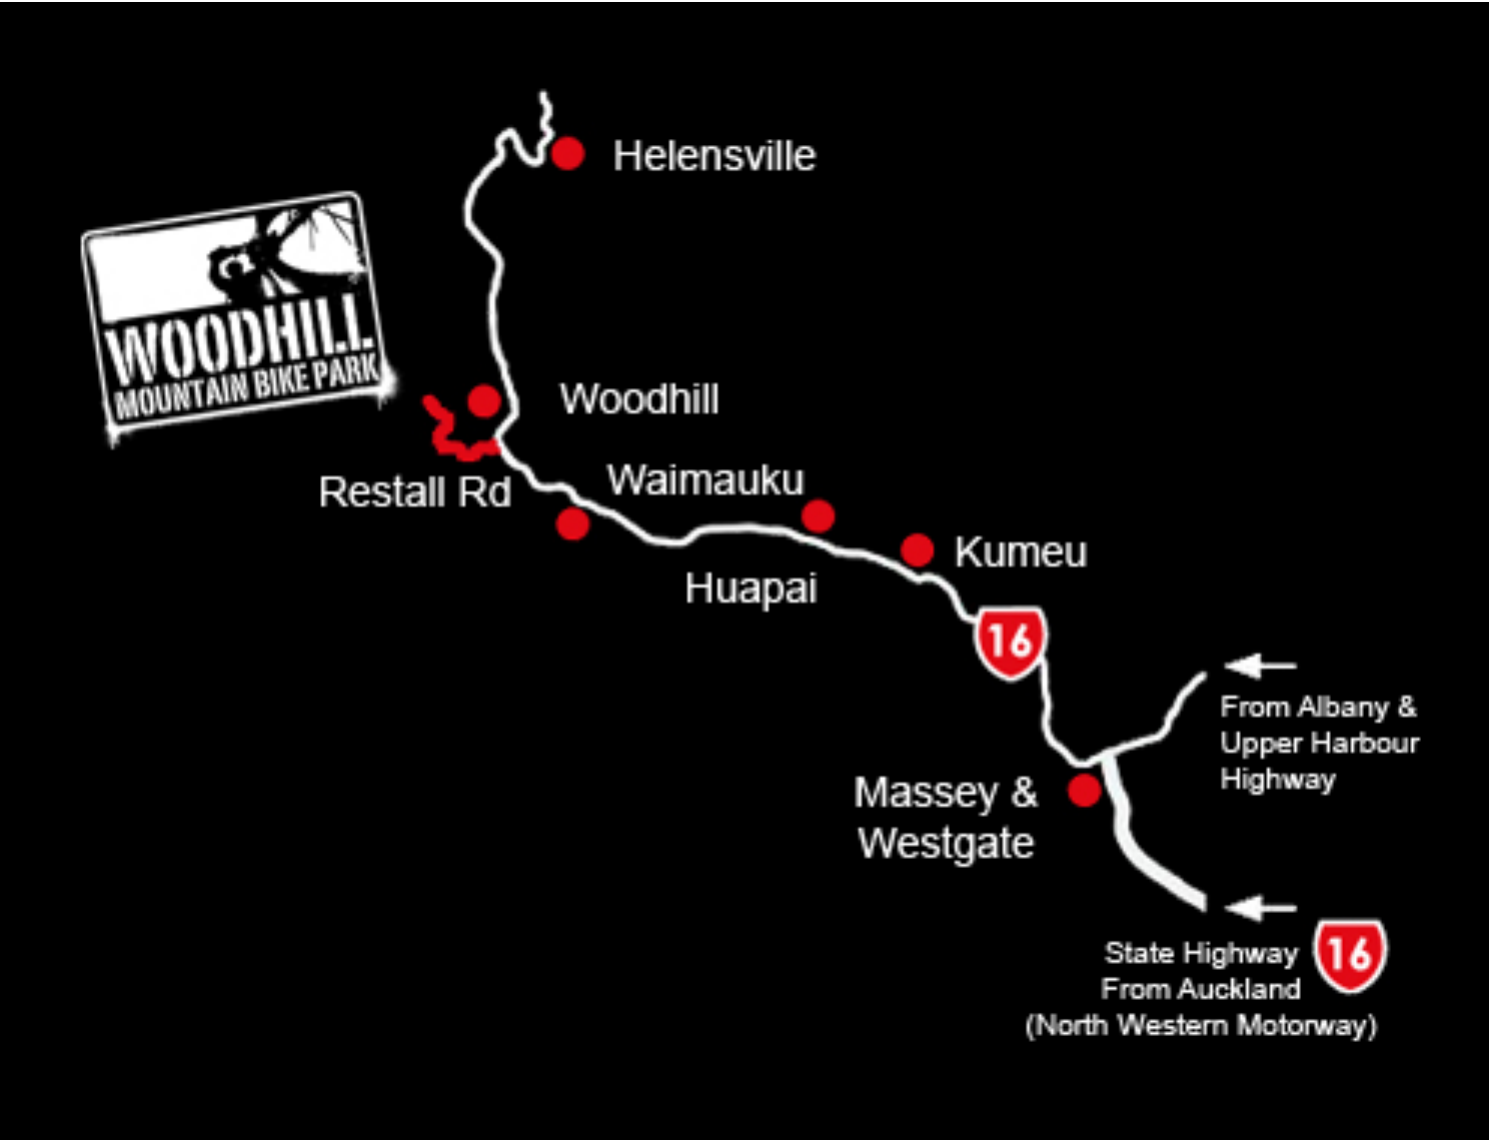 Helensville
WOODHILL
MOUNTAIN BIKE PARK
Woodhill
Restall Rd
Waimauku
Huapai
Kumeu
16
From Albany &
Upper Harbour
Highway
Massey &
Westgate
State Highway
16
From Auckland
(North Western Motorway)